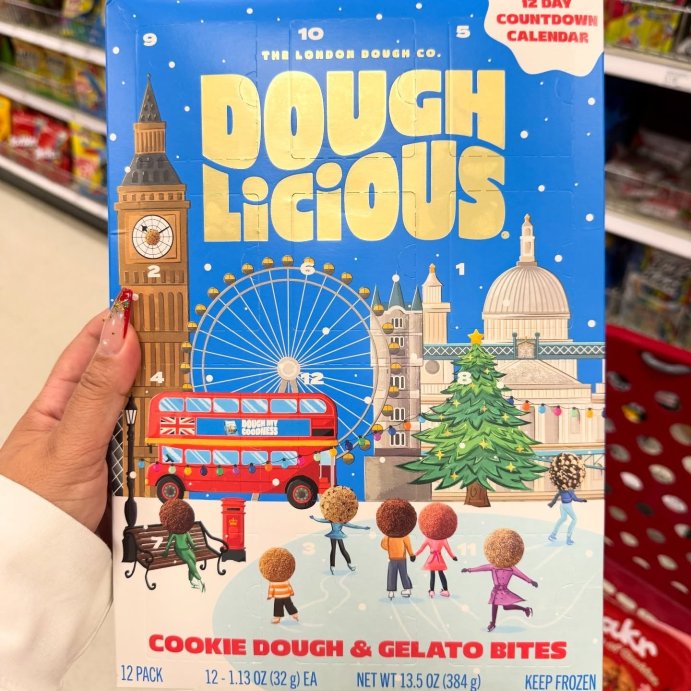 12 DAY
COUNTDOWN
CALENDAR
9
10
5
THE LONDON DOUGH CO.
DOUGH
LiCiOUS
2
6
1
4
12
8
DOUGH MY
GOODNESS
7
3
11
COOKIE DOUGH & GELATO BITES
12 PACK
12 - 1.13 OZ (32 g) EA
NET WT 13.5 OZ (384 g)
KEEP FROZEN